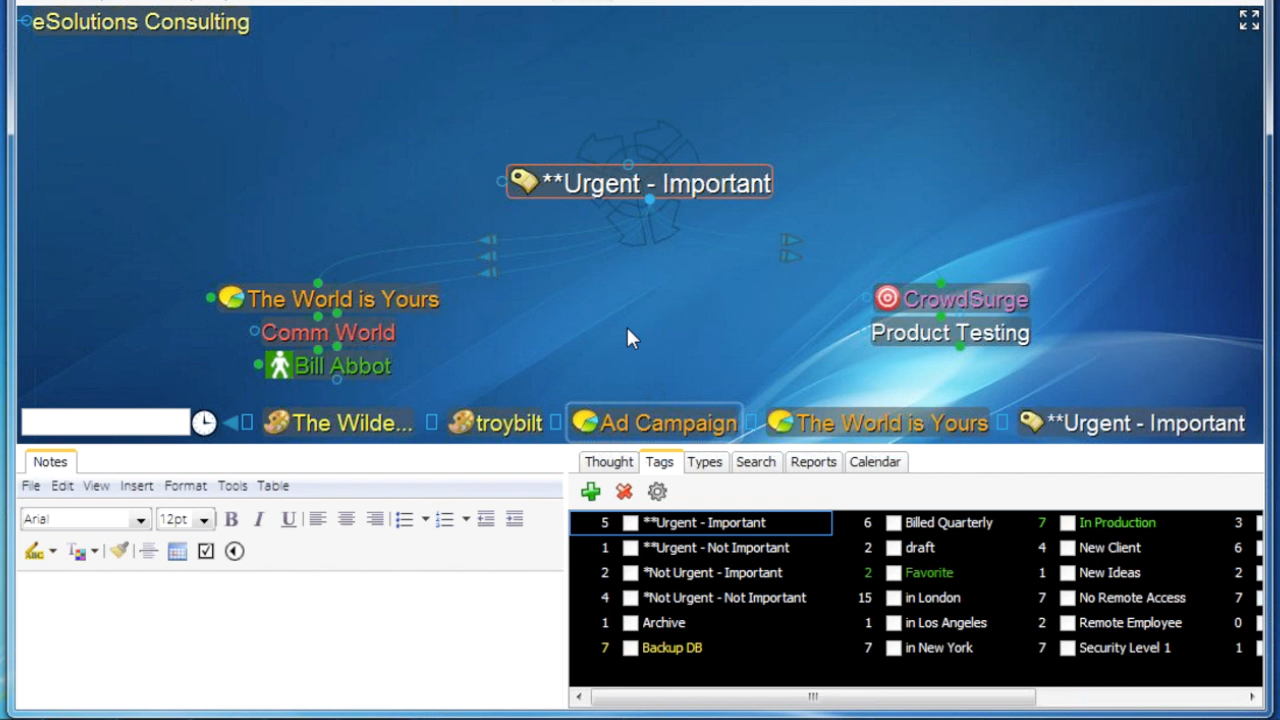 eSolutions Consulting
**Urgent - Important
The World is Yours
Comm World
Bill Abbot
CrowdSurge
Product Testing
The Wilde... troybilt Ad Campaign The World is Yours **Urgent - Important
Notes
File Edit View Insert Format Tools Table
Arial 12pt B I U
Thought Tags Types Search Reports Calendar
5 **Urgent - Important 6 Billed Quarterly 7 In Production 3
1 **Urgent - Not Important 2 draft 4 New Client 6
2 *Not Urgent - Important 2 Favorite 1 New Ideas 2
4 *Not Urgent - Not Important 15 in London 7 No Remote Access 7
1 Archive 1 in Los Angeles 2 Remote Employee 0
7 Backup DB 7 in New York 7 Security Level 1 1